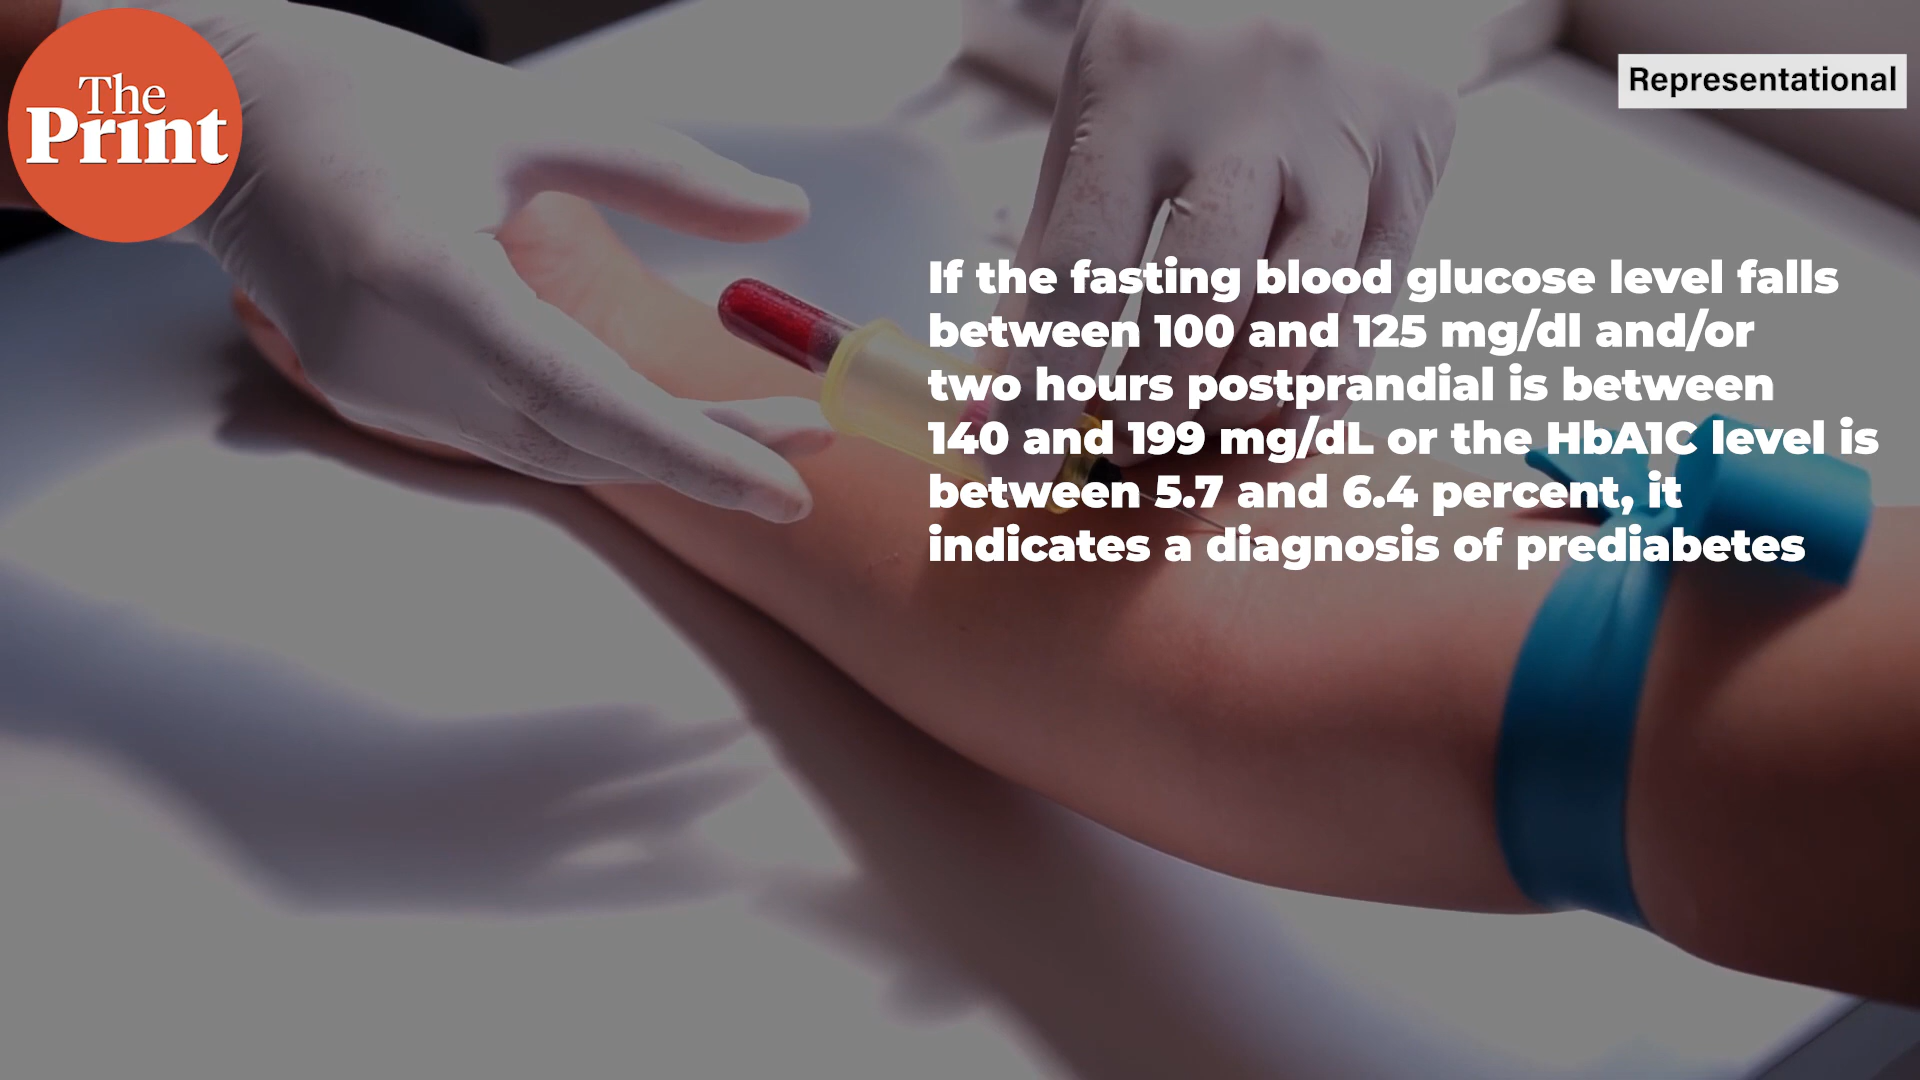 The
Print
Representational
If the fasting blood glucose level falls
between 100 and 125 mg/dl and/or
two hours postprandial is between
140 and 199 mg/dL or the HbA1C level is
between 5.7 and 6.4 percent, it
indicates a diagnosis of prediabetes